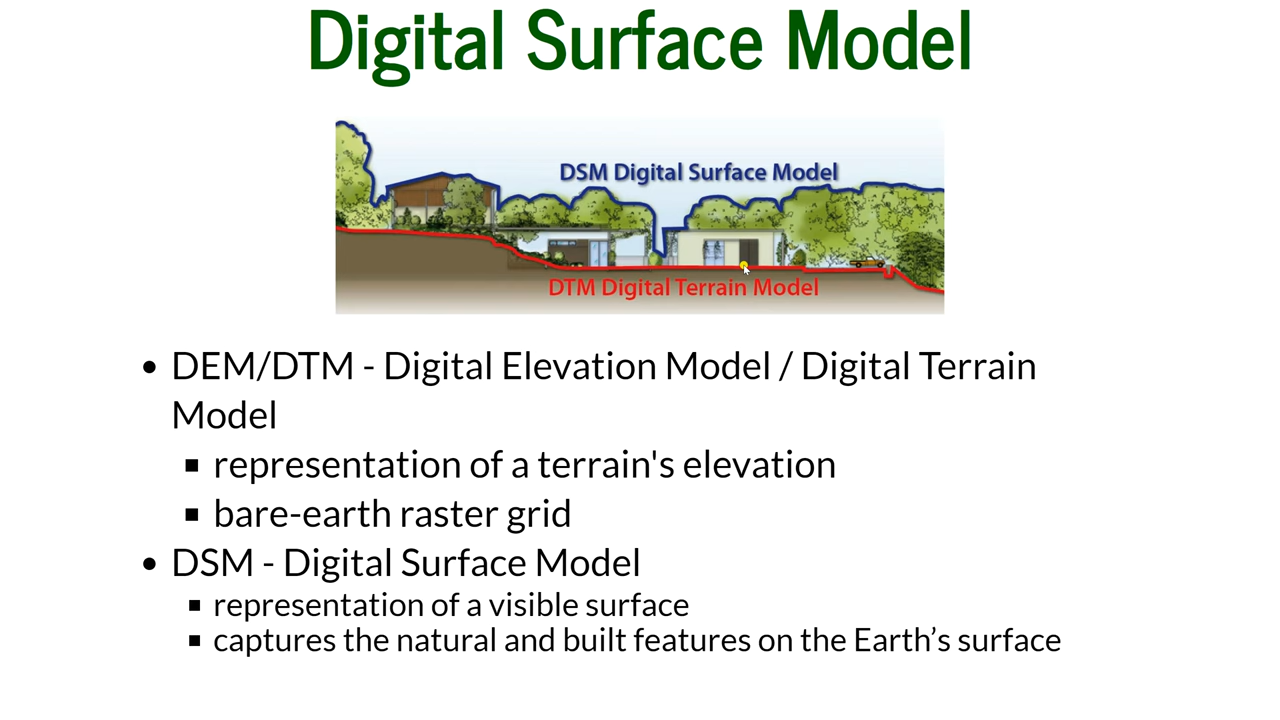 Digital Surface Model
DSM Digital Surface Model
DTM Digital Terrain Model
• DEM/DTM - Digital Elevation Model / Digital Terrain
Model
▪ representation of a terrain's elevation
▪ bare-earth raster grid
• DSM - Digital Surface Model
▪ representation of a visible surface
▪ captures the natural and built features on the Earth’s surface